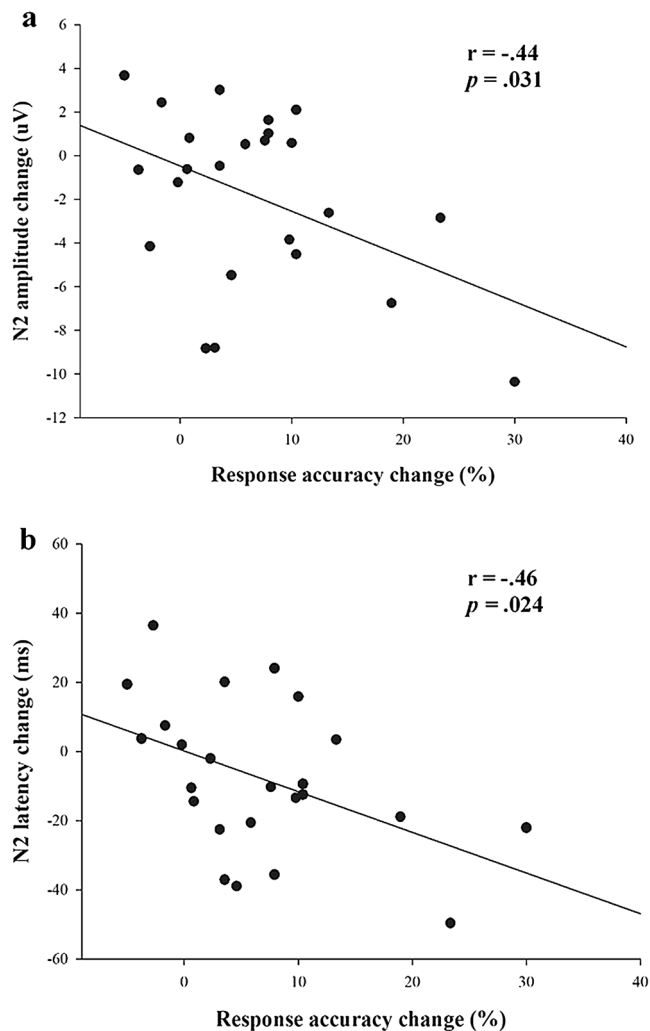 a
r = -.44
p = .031
6
4
2
0
-2
-4
-6
-8
-10
-12
N2 amplitude change (uV)
0 10 20 30 40
Response accuracy change (%)
b
r = -.46
p = .024
60
40
20
0
-20
-40
-60
N2 latency change (ms)
0 10 20 30 40
Response accuracy change (%)